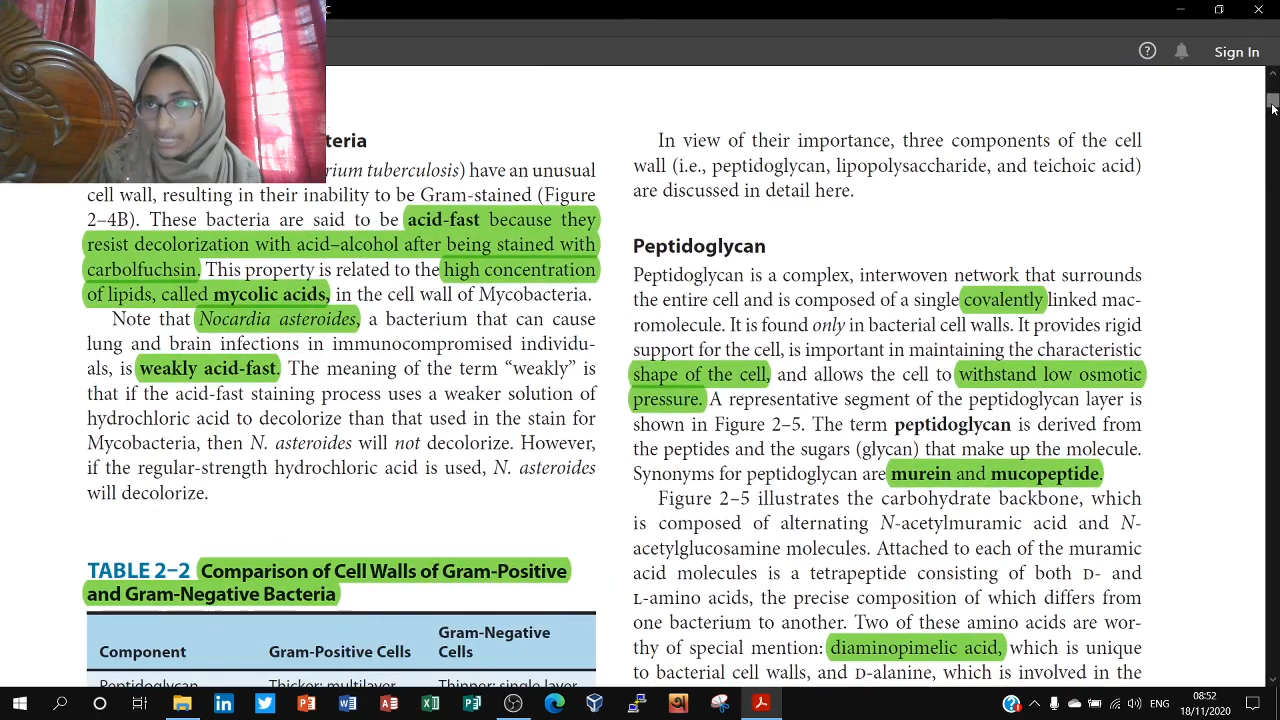 Sign In
teria
rium tuberculosis) have an unusual
cell wall, resulting in their inability to be Gram-stained (Figure
2–4B). These bacteria are said to be acid-fast because they
resist decolorization with acid–alcohol after being stained with
carbolfuchsin. This property is related to the high concentration
of lipids, called mycolic acids, in the cell wall of Mycobacteria.
Note that Nocardia asteroides, a bacterium that can cause
lung and brain infections in immunocompromised individu-
als, is weakly acid-fast. The meaning of the term “weakly” is
that if the acid-fast staining process uses a weaker solution of
hydrochloric acid to decolorize than that used in the stain for
Mycobacteria, then N. asteroides will not decolorize. However,
if the regular-strength hydrochloric acid is used, N. asteroides
will decolorize.
TABLE 2–2 Comparison of Cell Walls of Gram-Positive
and Gram-Negative Bacteria
Component Gram-Positive Cells Gram-Negative
Cells
Peptidoglycan Thicker; multilayer Thinner; single layer
In view of their importance, three components of the cell
wall (i.e., peptidoglycan, lipopolysaccharide, and teichoic acid)
are discussed in detail here.
Peptidoglycan
Peptidoglycan is a complex, interwoven network that surrounds
the entire cell and is composed of a single covalently linked mac-
romolecule. It is found only in bacterial cell walls. It provides rigid
support for the cell, is important in maintaining the characteristic
shape of the cell, and allows the cell to withstand low osmotic
pressure. A representative segment of the peptidoglycan layer is
shown in Figure 2–5. The term peptidoglycan is derived from
the peptides and the sugars (glycan) that make up the molecule.
Synonyms for peptidoglycan are murein and mucopeptide.
Figure 2–5 illustrates the carbohydrate backbone, which
is composed of alternating N-acetylmuramic acid and N-
acetylglucosamine molecules. Attached to each of the muramic
acid molecules is a tetrapeptide consisting of both D- and
L-amino acids, the precise composition of which differs from
one bacterium to another. Two of these amino acids are wor-
thy of special mention: diaminopimelic acid, which is unique
to bacterial cell walls, and D-alanine, which is involved in the
ENG
08:52
18/11/2020